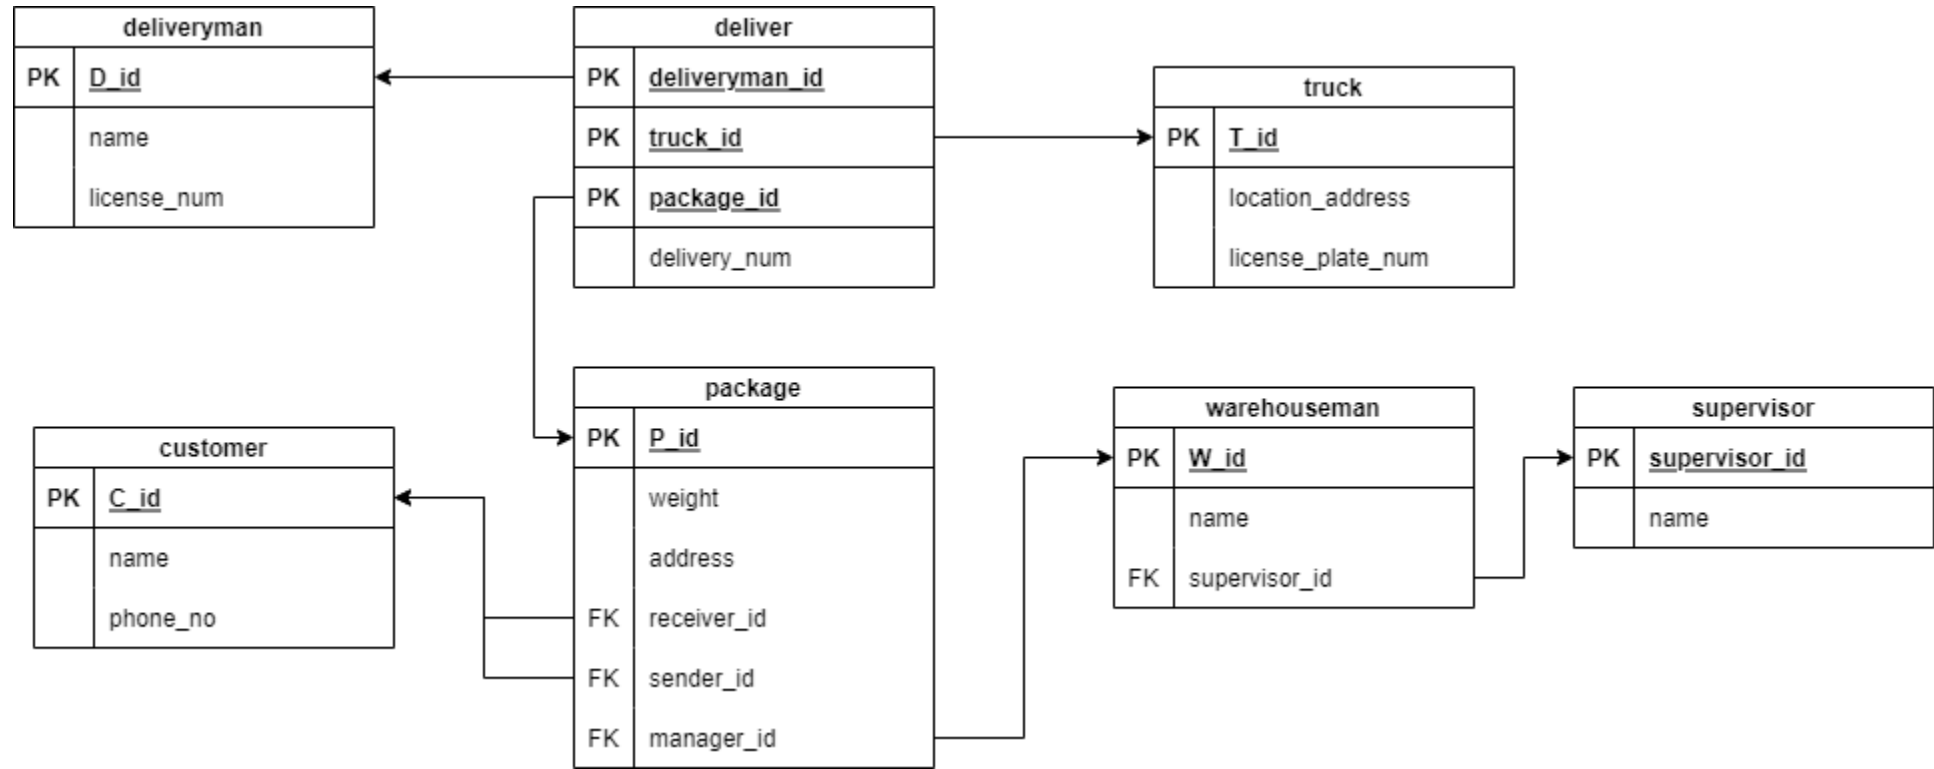 deliveryman
PK D_id
name
license_num
deliver
PK deliveryman_id
PK truck_id
PK package_id
delivery_num
truck
PK T_id
location_address
license_plate_num
customer
PK C_id
name
phone_no
package
PK P_id
weight
address
FK receiver_id
FK sender_id
FK manager_id
warehouseman
PK W_id
name
FK supervisor_id
supervisor
PK supervisor_id
name